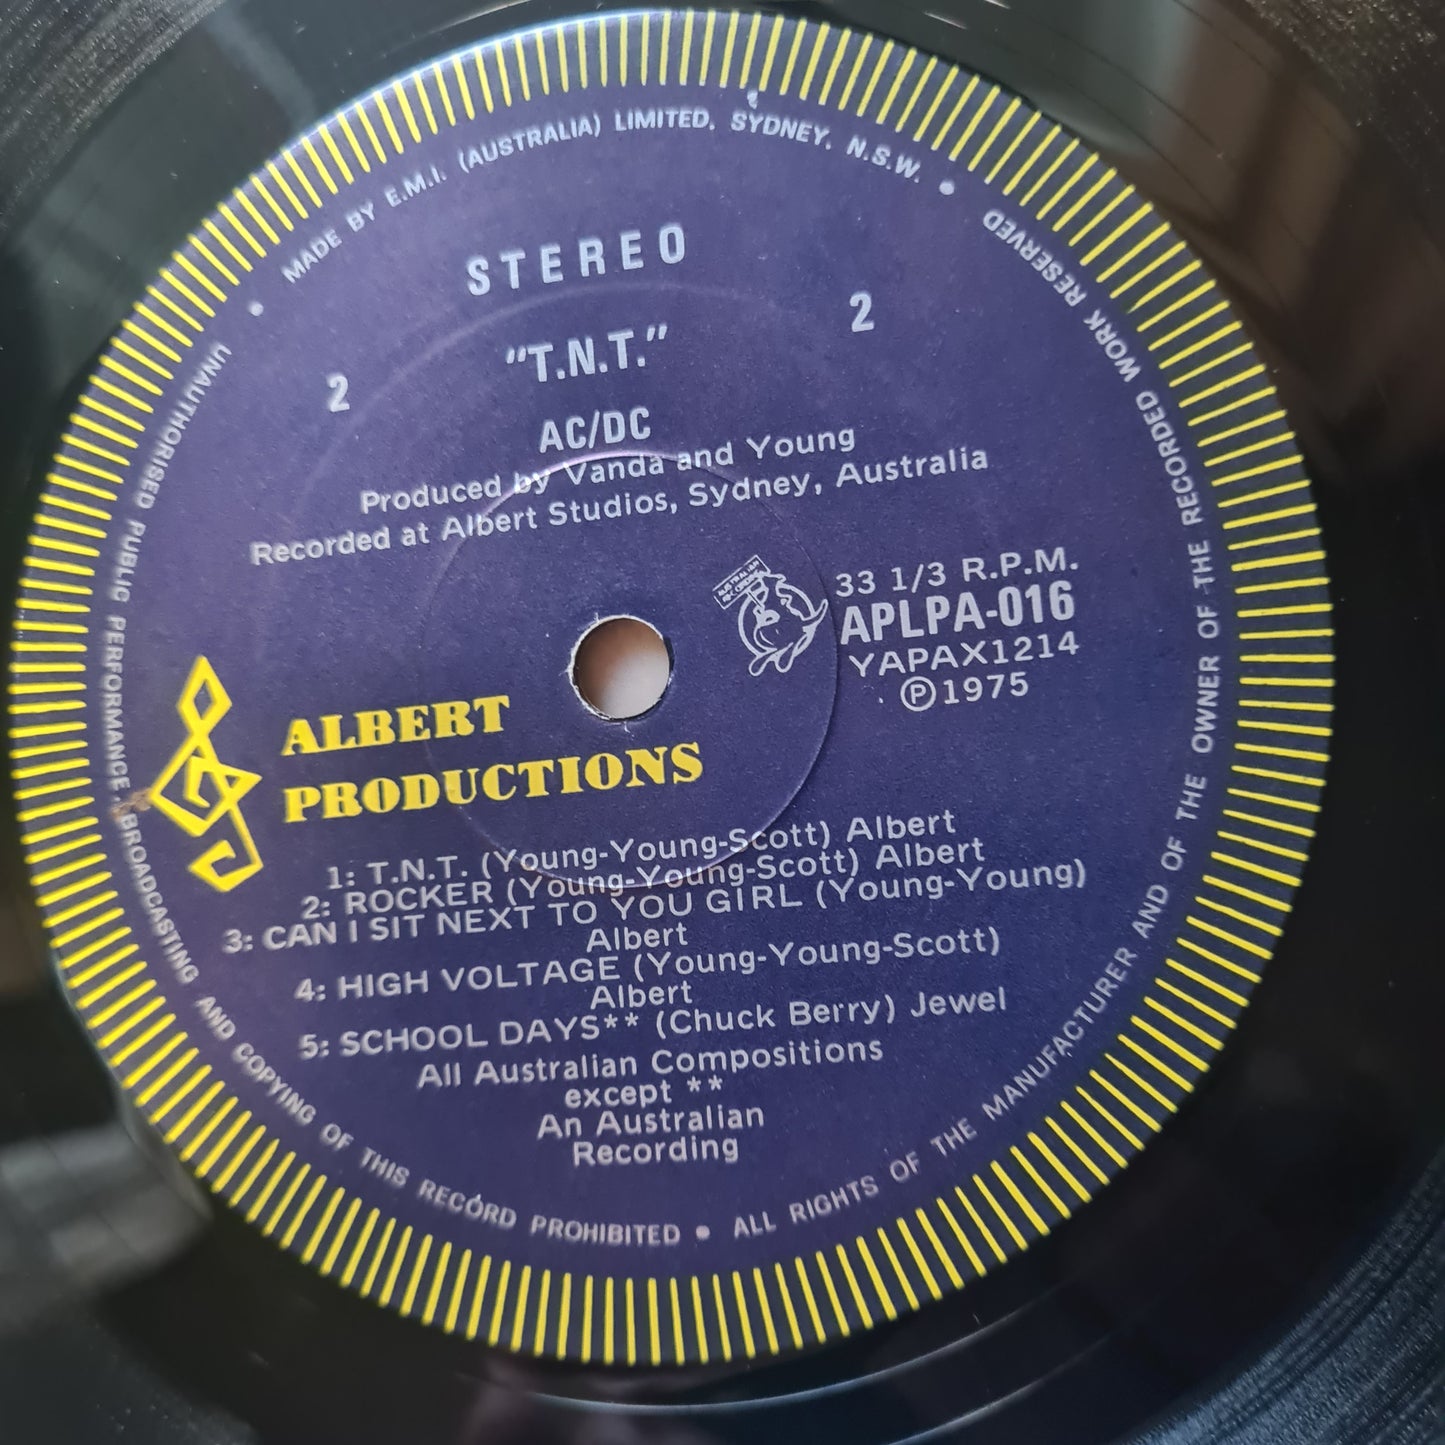 MADE BY E.M.I. (AUSTRALIA) LIMITED. SYDNEY. N.S.W.
STEREO
2
2
"T.N.T."
AC/DC
Produced by Vanda and Young
Recorded at Albert Studios, Sydney, Australia
AUSTRALIAN
RECORDING
33 1/3 R.P.M.
APLPA-016
YAPAX1214
Ⓟ1975
ALBERT
PRODUCTIONS
1: T.N.T. (Young-Young-Scott) Albert
2: ROCKER (Young-Young-Scott) Albert
3: CAN I SIT NEXT TO YOU GIRL (Young-Young)
Albert
4: HIGH VOLTAGE (Young-Young-Scott)
Albert
5: SCHOOL DAYS** (Chuck Berry) Jewel
All Australian Compositions
except **
An Australian
Recording
UNAUTHORISED PUBLIC PERFORMANCE, BROADCASTING AND COPYING OF THIS RECORD PROHIBITED • ALL RIGHTS OF THE MANUFACTURER AND OF THE OWNER OF THE RECORDED WORK RESERVED •